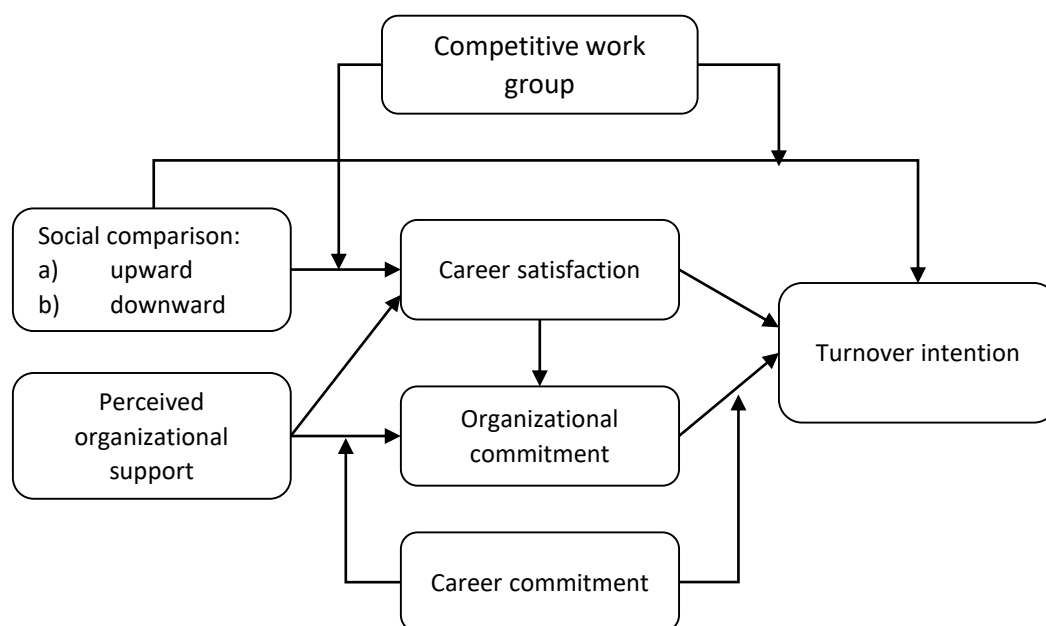 Competitive work
group
Social comparison:
a) upward
b) downward
Career satisfaction
Turnover intention
Perceived
organizational
support
Organizational
commitment
Career commitment